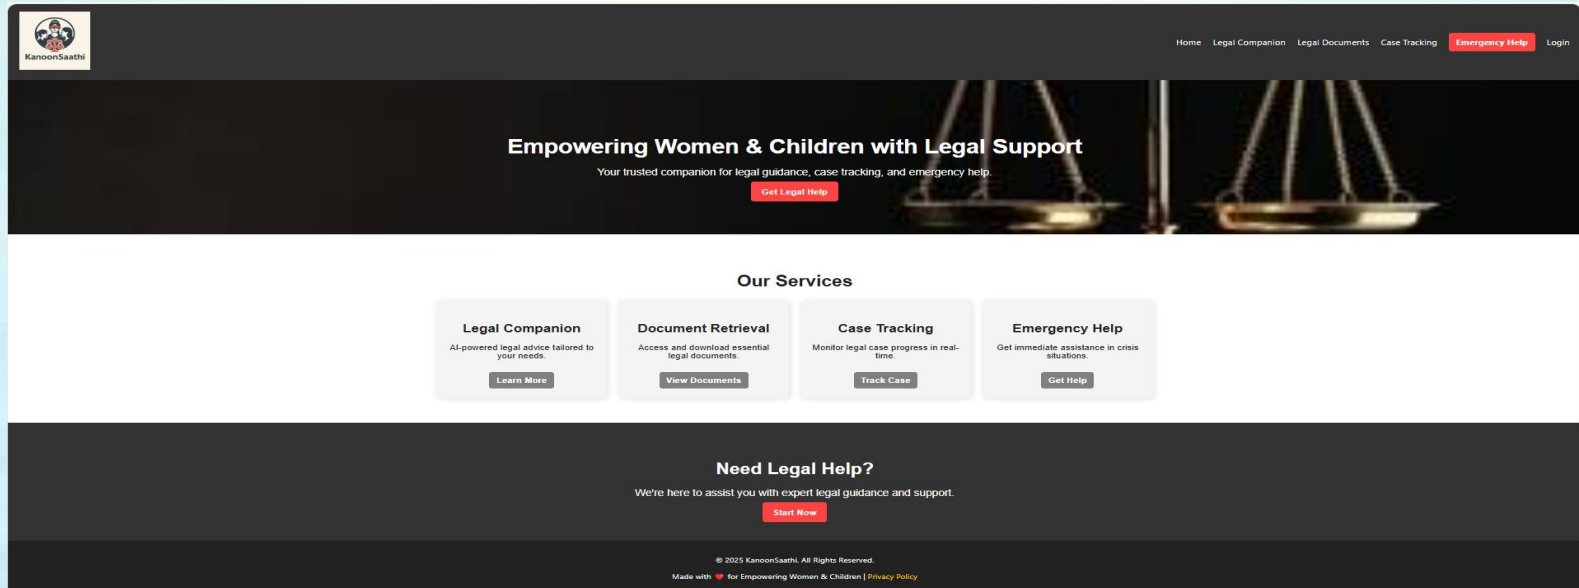 KanoonSaathi
Home Legal Companion Legal Documents Case Tracking Emergency Help Login
Empowering Women & Children with Legal Support
Your trusted companion for legal guidance, case tracking, and emergency help.
Get Legal Help
Our Services
Legal Companion
AI-powered legal advice tailored to
your needs.
Learn More
Document Retrieval
Access and download essential
legal documents.
View Documents
Case Tracking
Monitor legal case progress in real-
time.
Track Case
Emergency Help
Get immediate assistance in crisis
situations.
Get Help
Need Legal Help?
We're here to assist you with expert legal guidance and support.
Start Now
© 2025 KanoonSaathi. All Rights Reserved.
Made with ❤️ for Empowering Women & Children | Privacy Policy